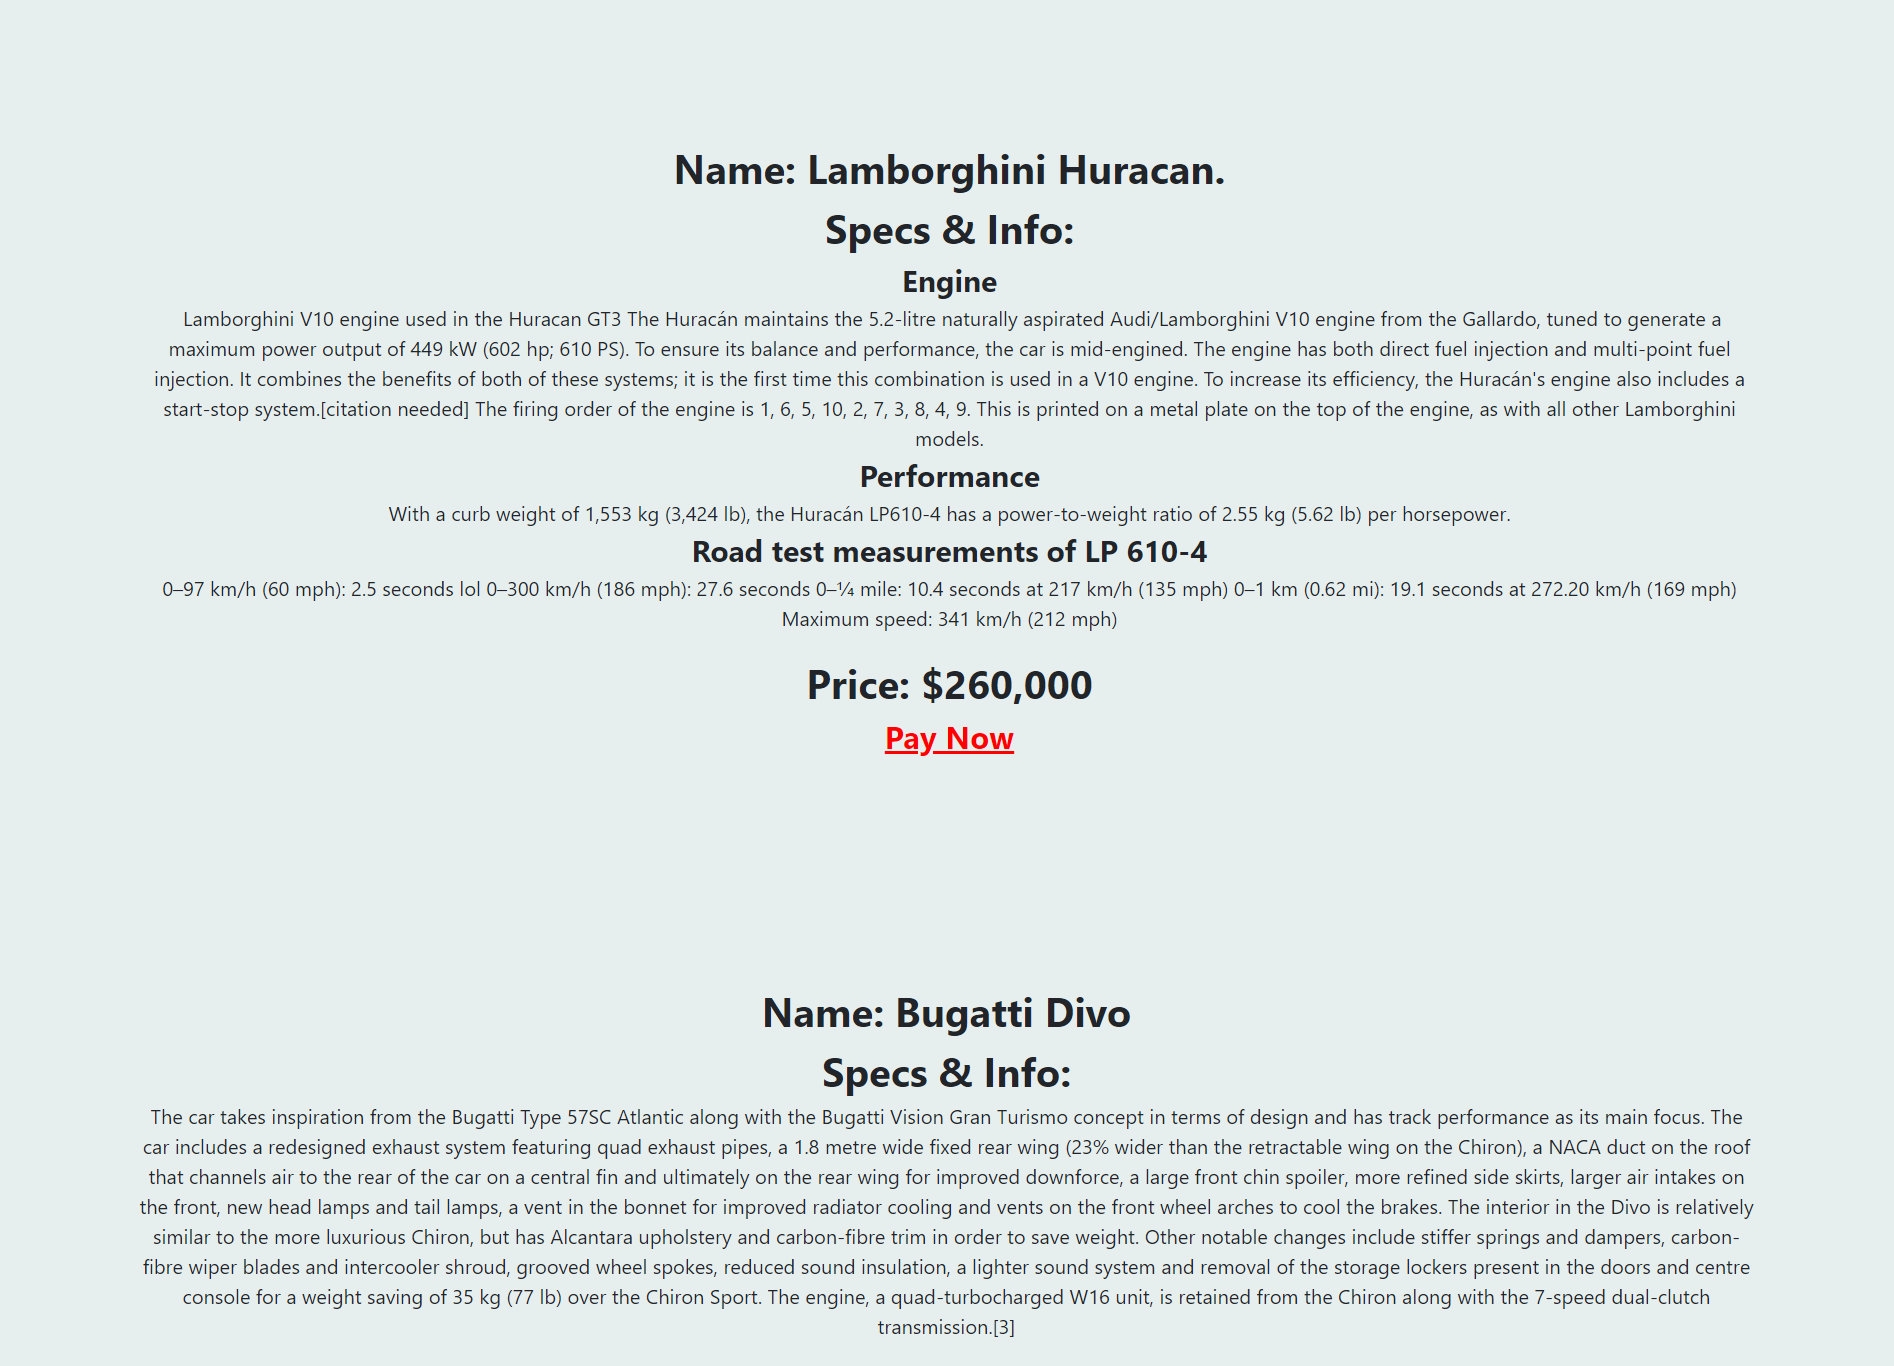 Name: Lamborghini Huracan.
Specs & Info:
Engine
Lamborghini V10 engine used in the Huracan GT3 The Huracán maintains the 5.2-litre naturally aspirated Audi/Lamborghini V10 engine from the Gallardo, tuned to generate a
maximum power output of 449 kW (602 hp; 610 PS). To ensure its balance and performance, the car is mid-engined. The engine has both direct fuel injection and multi-point fuel
injection. It combines the benefits of both of these systems; it is the first time this combination is used in a V10 engine. To increase its efficiency, the Huracán's engine also includes a
start-stop system.[citation needed] The firing order of the engine is 1, 6, 5, 10, 2, 7, 3, 8, 4, 9. This is printed on a metal plate on the top of the engine, as with all other Lamborghini
models.
Performance
With a curb weight of 1,553 kg (3,424 lb), the Huracán LP610-4 has a power-to-weight ratio of 2.55 kg (5.62 lb) per horsepower.
Road test measurements of LP 610-4
0–97 km/h (60 mph): 2.5 seconds lol 0–300 km/h (186 mph): 27.6 seconds 0–¼ mile: 10.4 seconds at 217 km/h (135 mph) 0–1 km (0.62 mi): 19.1 seconds at 272.20 km/h (169 mph)
Maximum speed: 341 km/h (212 mph)
Price: $260,000
Pay Now
Name: Bugatti Divo
Specs & Info:
The car takes inspiration from the Bugatti Type 57SC Atlantic along with the Bugatti Vision Gran Turismo concept in terms of design and has track performance as its main focus. The
car includes a redesigned exhaust system featuring quad exhaust pipes, a 1.8 metre wide fixed rear wing (23% wider than the retractable wing on the Chiron), a NACA duct on the roof
that channels air to the rear of the car on a central fin and ultimately on the rear wing for improved downforce, a large front chin spoiler, more refined side skirts, larger air intakes on
the front, new head lamps and tail lamps, a vent in the bonnet for improved radiator cooling and vents on the front wheel arches to cool the brakes. The interior in the Divo is relatively
similar to the more luxurious Chiron, but has Alcantara upholstery and carbon-fibre trim in order to save weight. Other notable changes include stiffer springs and dampers, carbon-
fibre wiper blades and intercooler shroud, grooved wheel spokes, reduced sound insulation, a lighter sound system and removal of the storage lockers present in the doors and centre
console for a weight saving of 35 kg (77 lb) over the Chiron Sport. The engine, a quad-turbocharged W16 unit, is retained from the Chiron along with the 7-speed dual-clutch
transmission.[3]